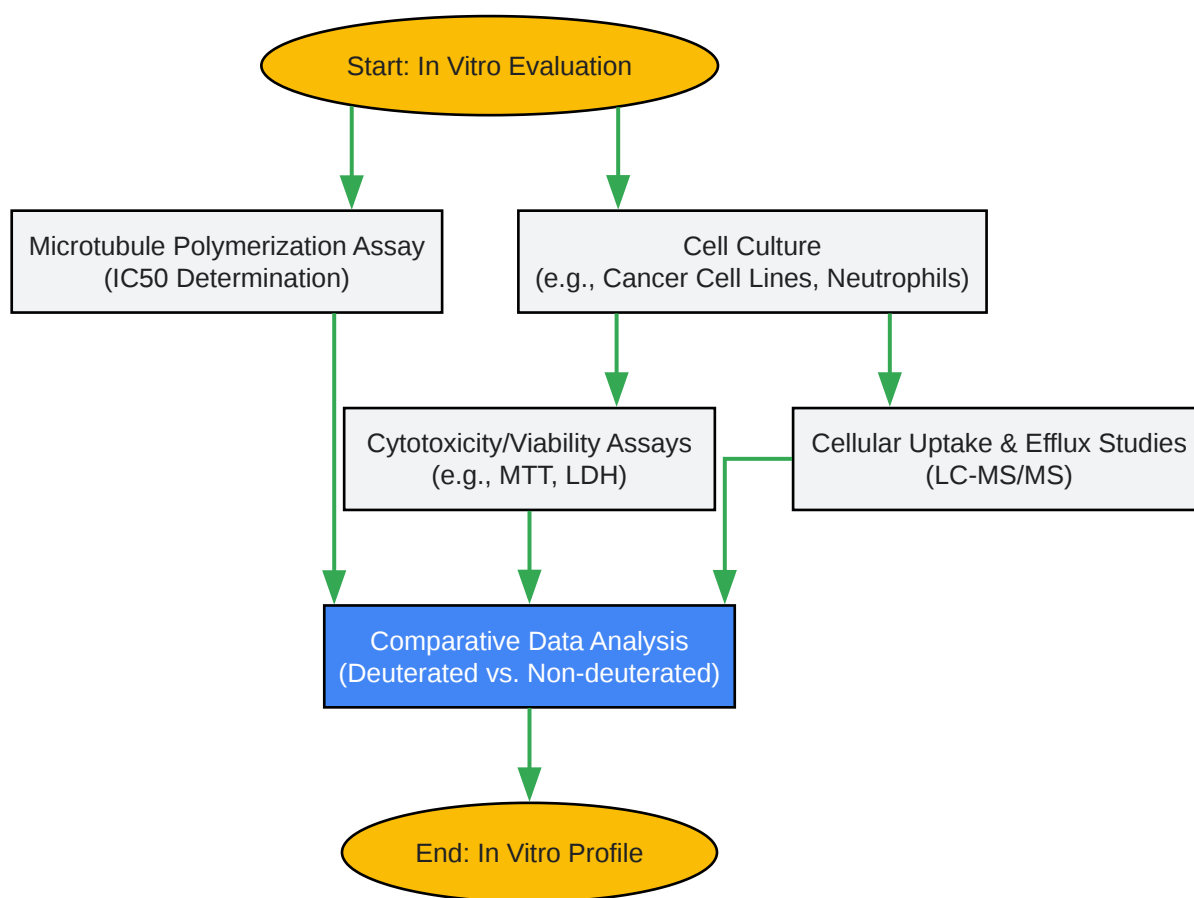 Start: In Vitro Evaluation
Microtubule Polymerization Assay
(IC50 Determination)
Cell Culture
(e.g., Cancer Cell Lines, Neutrophils)
Cytotoxicity/Viability Assays
(e.g., MTT, LDH)
Cellular Uptake & Efflux Studies
(LC-MS/MS)
Comparative Data Analysis
(Deuterated vs. Non-deuterated)
End: In Vitro Profile